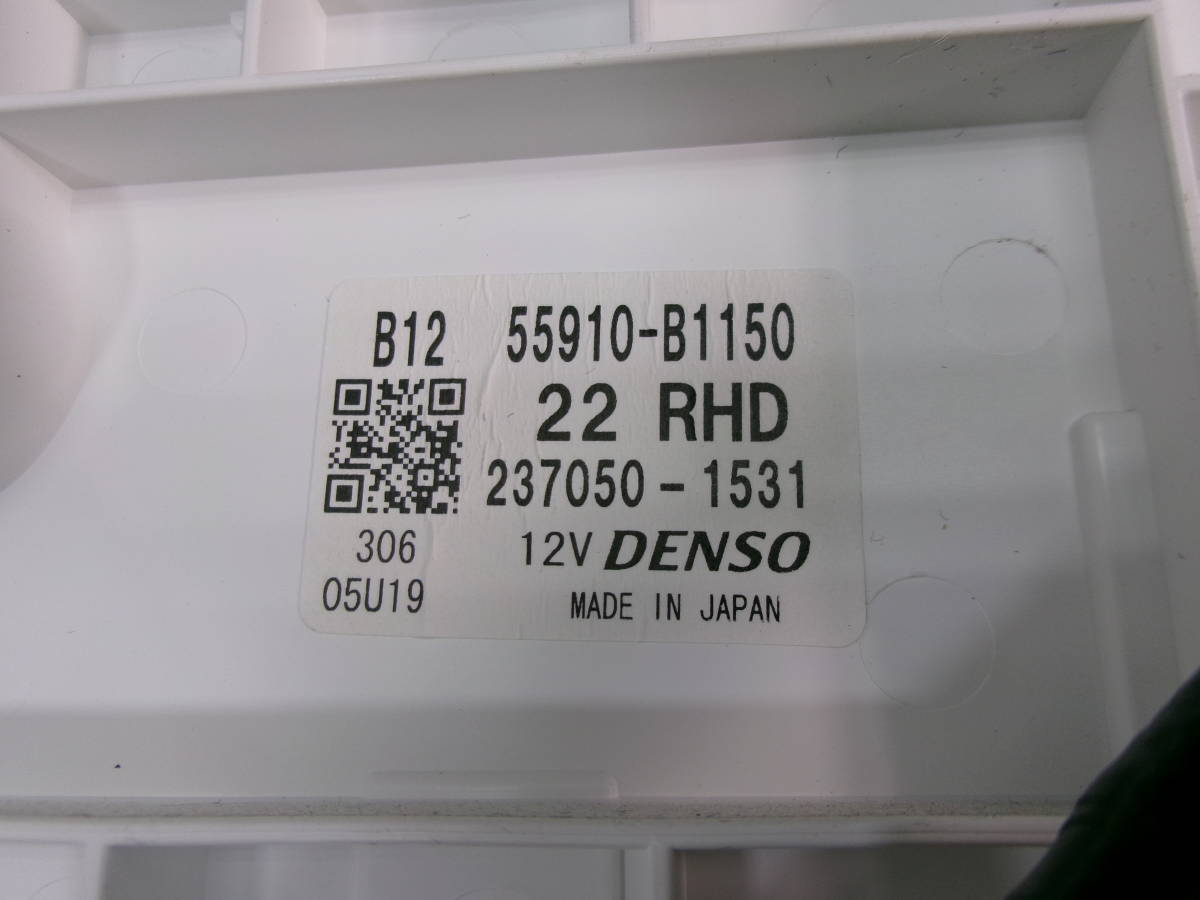 B12 55910-B1150
22 RHD
237050-1531
306 12V DENSO
05U19 MADE IN JAPAN